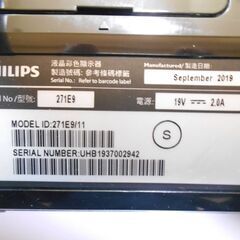 PHILIPS
液晶彩色顯示器
製造號碼: 參考條碼標籤
Serial No: Refer to barcode label
Manufactured/製造日期:
September 2019
No/型號:
271E9
電源:
19V ⎓ 2.0A
MODEL ID:271E9/11
S
SERIAL NUMBER:UHB1937002942